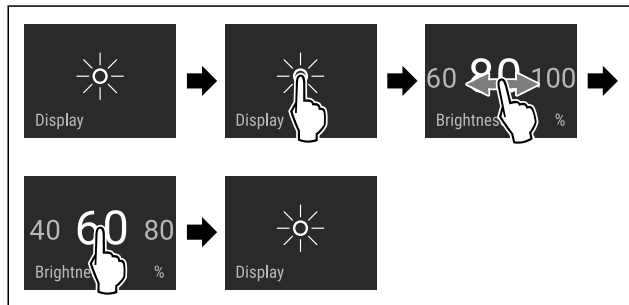 Display
Display
60 80 100
Brightnes %
40 60 80
Brightne %
Display